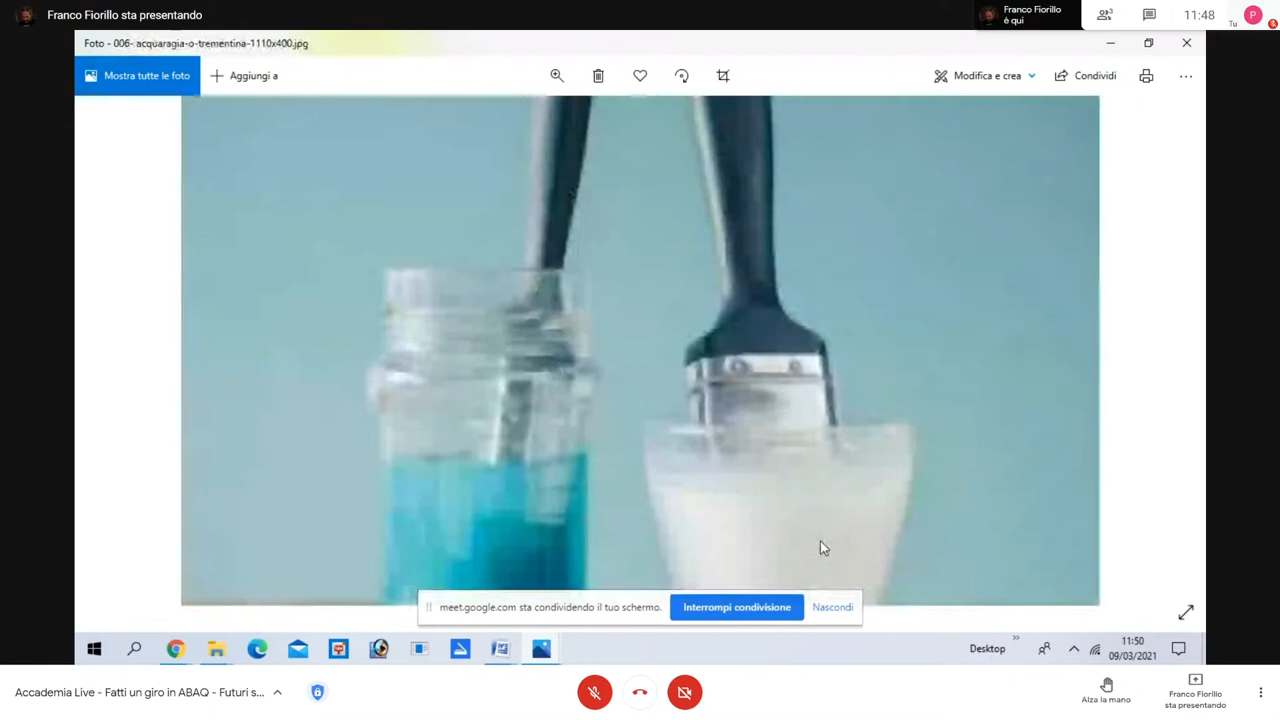 Franco Fiorillo sta presentando
Franco Fiorillo
è qui
3
11:48
Tu
P
Foto - 006- acquaragia-o-trementina-1110x400.jpg
Mostra tutte le foto
Aggiungi a
Modifica e crea
Condividi
meet.google.com sta condividendo il tuo schermo.
Interrompi condivisione
Nascondi
Desktop
»
11:50
09/03/2021
Accademia Live - Fatti un giro in ABAQ - Futuri s...
Alza la mano
Franco Fiorillo
sta presentando